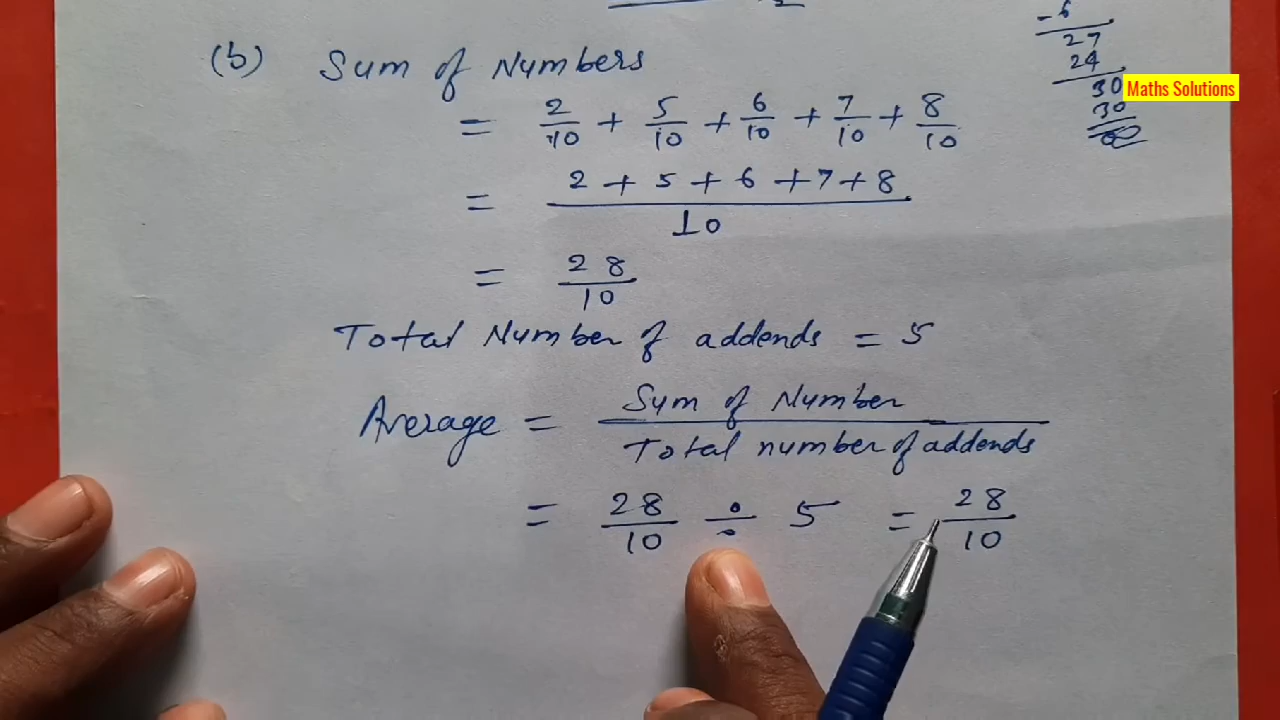 - 6
27
24
30
30
Maths Solutions
(b) Sum of Numbers
= 2/10 + 5/10 + 6/10 + 7/10 + 8/10
= 2 + 5 + 6 + 7 + 8 / 10
= 28/10
Total Number of addends = 5
Average = Sum of Number / Total number of addends
= 28/10 ÷ 5 = 28/10